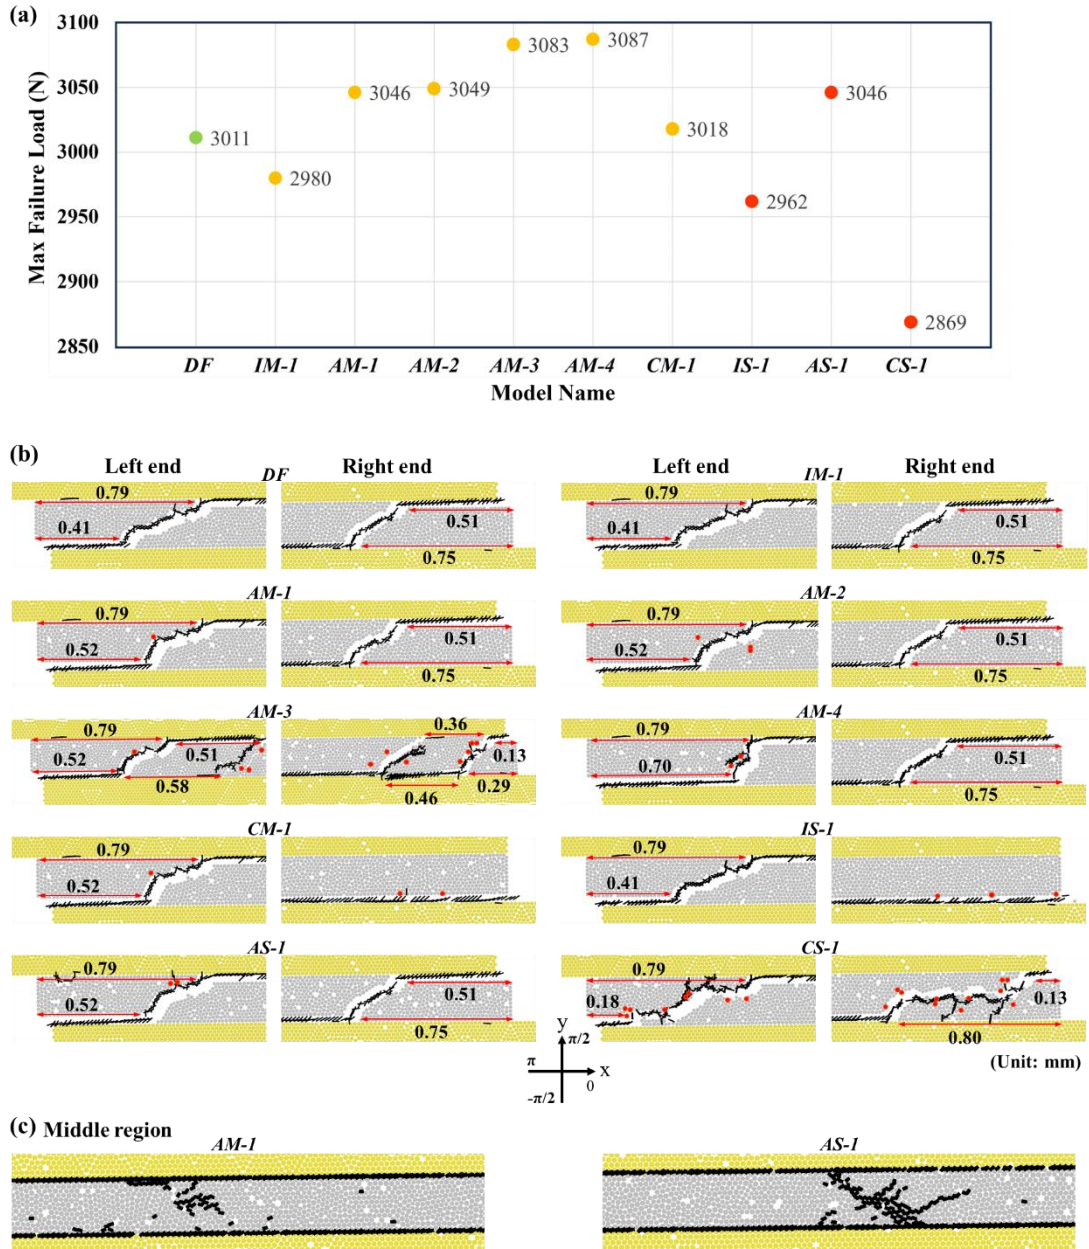 (a)
Max Failure Load (N)
3100
3050
3000
2950
2900
2850
3011
2980
3046
3049
3083
3087
3018
2962
3046
2869
DF IM-1 AM-1 AM-2 AM-3 AM-4 CM-1 IS-1 AS-1 CS-1
Model Name
(b)
Left end DF Right end Left end IM-1 Right end
0.79 0.41 0.51 0.75
0.79 0.41 0.51 0.75
AM-1 AM-2
0.79 0.52 0.51 0.75
0.79 0.52 0.51 0.75
AM-3 AM-4
0.79 0.52 0.51 0.58 0.36 0.13 0.46 0.29
0.79 0.70 0.51 0.75
CM-1 IS-1
0.79 0.52
0.79 0.41
AS-1 CS-1
0.79 0.52 0.51 0.75
0.79 0.18 0.13 0.80
y
π/2
π x
0
-π/2
(Unit: mm)
(c) Middle region
AM-1 AS-1